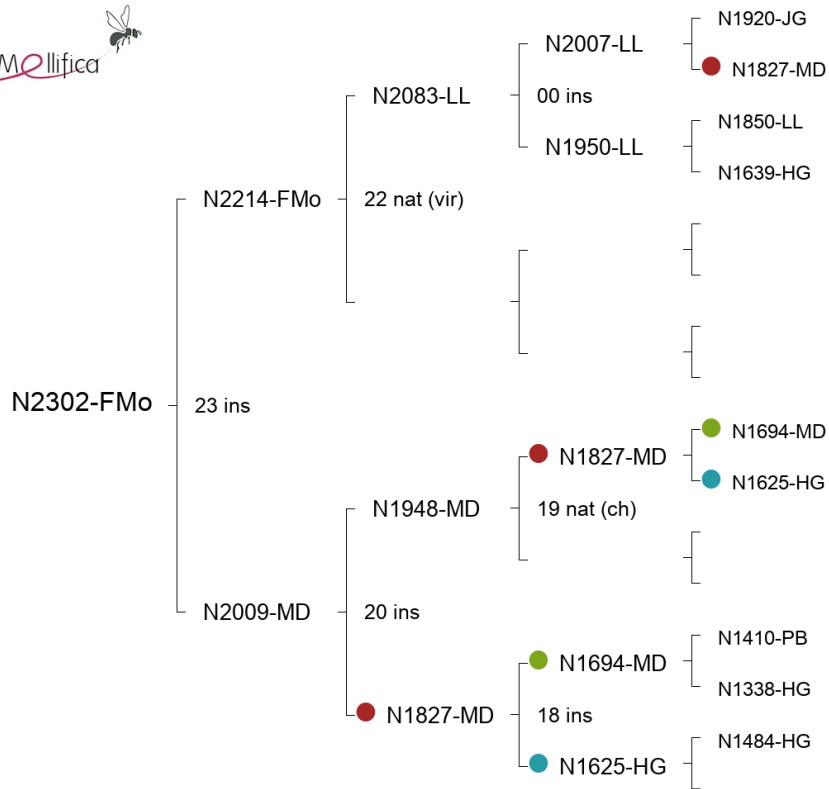 Mellifica
N1920-JG
N2007-LL
N1827-MD
N2083-LL
00 ins
N1850-LL
N1950-LL
N1639-HG
N2214-FMo
22 nat (vir)
N2302-FMo
23 ins
N1694-MD
N1827-MD
N1625-HG
N1948-MD
19 nat (ch)
N2009-MD
20 ins
N1410-PB
N1694-MD
N1338-HG
N1827-MD
18 ins
N1484-HG
N1625-HG